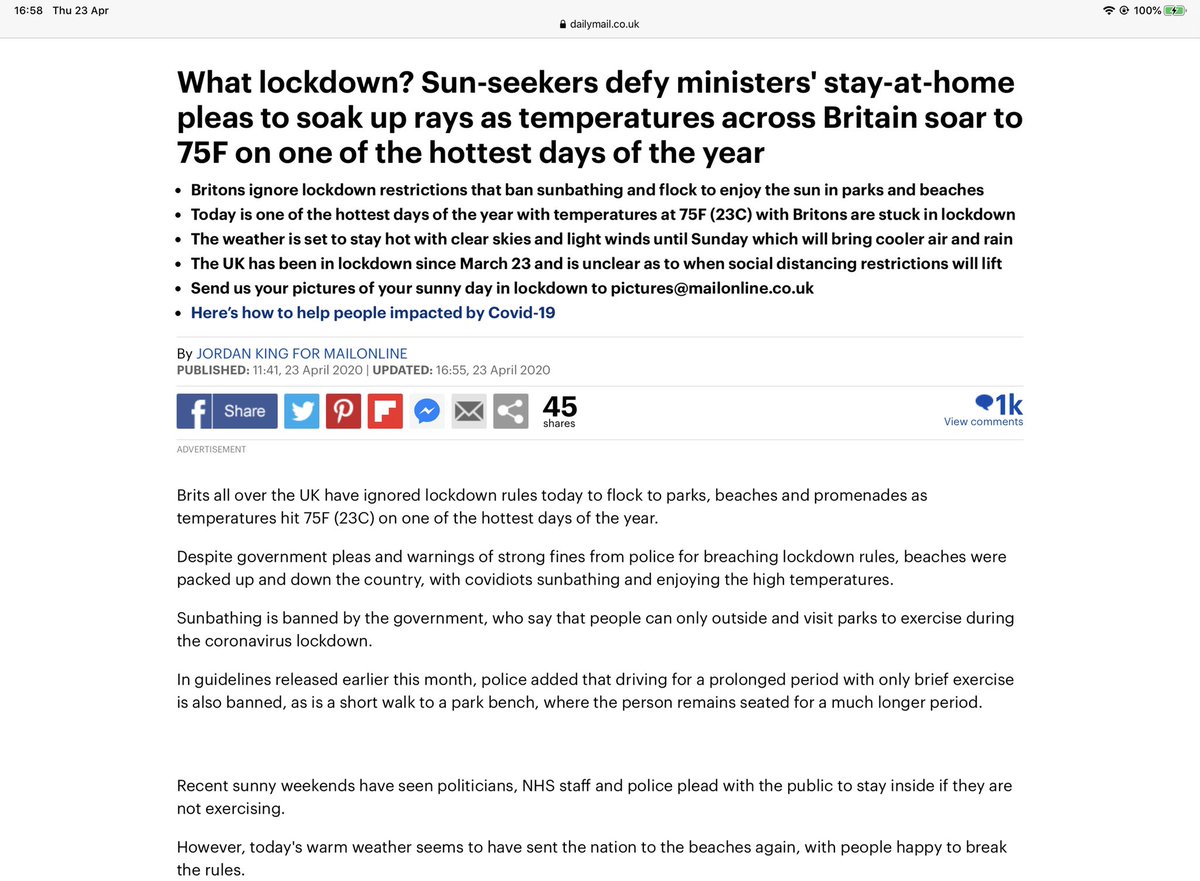 16:58 Thu 23 Apr
100%
dailymail.co.uk
What lockdown? Sun-seekers defy ministers' stay-at-home
pleas to soak up rays as temperatures across Britain soar to
75F on one of the hottest days of the year
• Britons ignore lockdown restrictions that ban sunbathing and flock to enjoy the sun in parks and beaches
• Today is one of the hottest days of the year with temperatures at 75F (23C) with Britons are stuck in lockdown
• The weather is set to stay hot with clear skies and light winds until Sunday which will bring cooler air and rain
• The UK has been in lockdown since March 23 and is unclear as to when social distancing restrictions will lift
• Send us your pictures of your sunny day in lockdown to pictures@mailonline.co.uk
• Here's how to help people impacted by Covid-19
By JORDAN KING FOR MAILONLINE
PUBLISHED: 11:41, 23 April 2020 | UPDATED: 16:55, 23 April 2020
f Share
45
shares
1k
View comments
ADVERTISEMENT
Brits all over the UK have ignored lockdown rules today to flock to parks, beaches and promenades as
temperatures hit 75F (23C) on one of the hottest days of the year.
Despite government pleas and warnings of strong fines from police for breaching lockdown rules, beaches were
packed up and down the country, with covidiots sunbathing and enjoying the high temperatures.
Sunbathing is banned by the government, who say that people can only outside and visit parks to exercise during
the coronavirus lockdown.
In guidelines released earlier this month, police added that driving for a prolonged period with only brief exercise
is also banned, as is a short walk to a park bench, where the person remains seated for a much longer period.
Recent sunny weekends have seen politicians, NHS staff and police plead with the public to stay inside if they are
not exercising.
However, today's warm weather seems to have sent the nation to the beaches again, with people happy to break
the rules.